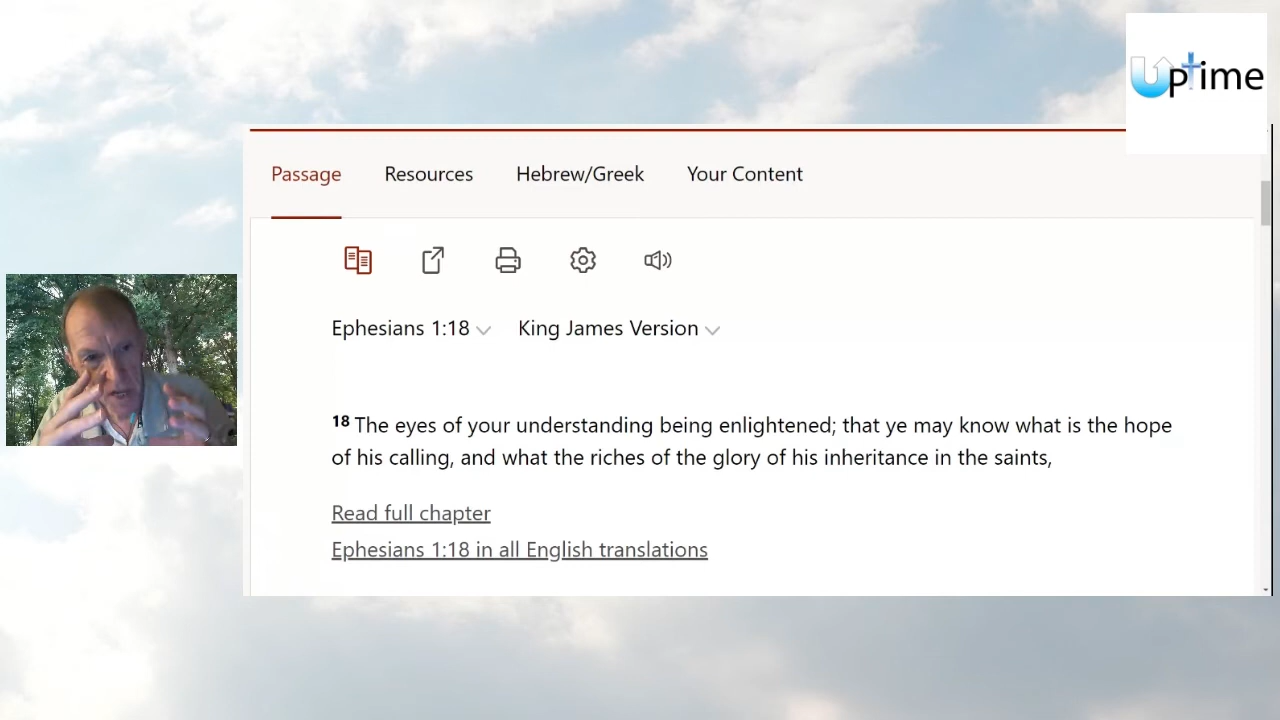 Uptime
Passage Resources Hebrew/Greek Your Content
Ephesians 1:18 King James Version
18 The eyes of your understanding being enlightened; that ye may know what is the hope
of his calling, and what the riches of the glory of his inheritance in the saints,
Read full chapter
Ephesians 1:18 in all English translations